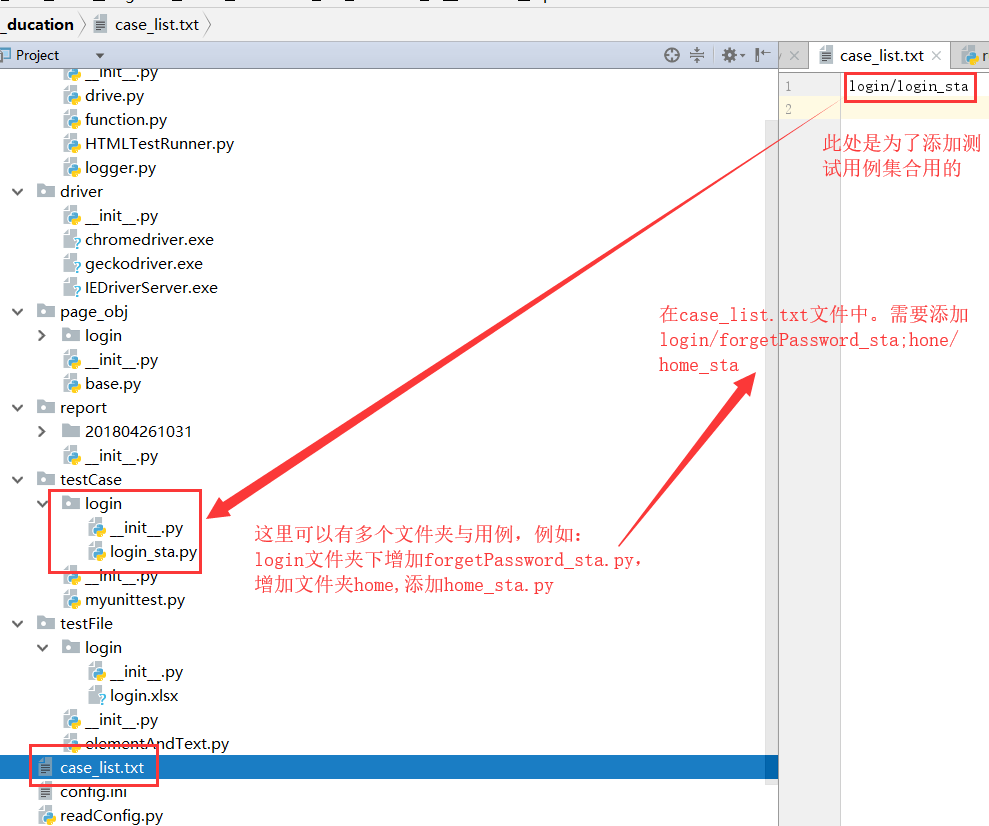 _ducation
case_list.txt
Project
case_list.txt
r
__init__.py
drive.py
function.py
HTMLTestRunner.py
logger.py
driver
__init__.py
chromedriver.exe
geckodriver.exe
IEDriverServer.exe
page_obj
login
__init__.py
base.py
report
201804261031
__init__.py
testCase
login
__init__.py
login_sta.py
__init__.py
myunittest.py
testFile
login
__init__.py
login.xlsx
__init__.py
elementAndText.py
case_list.txt
config.ini
readConfig.py
1
login/login_sta
2
此处是为了添加测
试用例集合用的
在case_list.txt文件中。需要添加
login/forgetPassword_sta;hone/
home_sta
这里可以有多个文件夹与用例，例如：
login文件夹下增加forgetPassword_sta.py，
增加文件夹home,添加home_sta.py